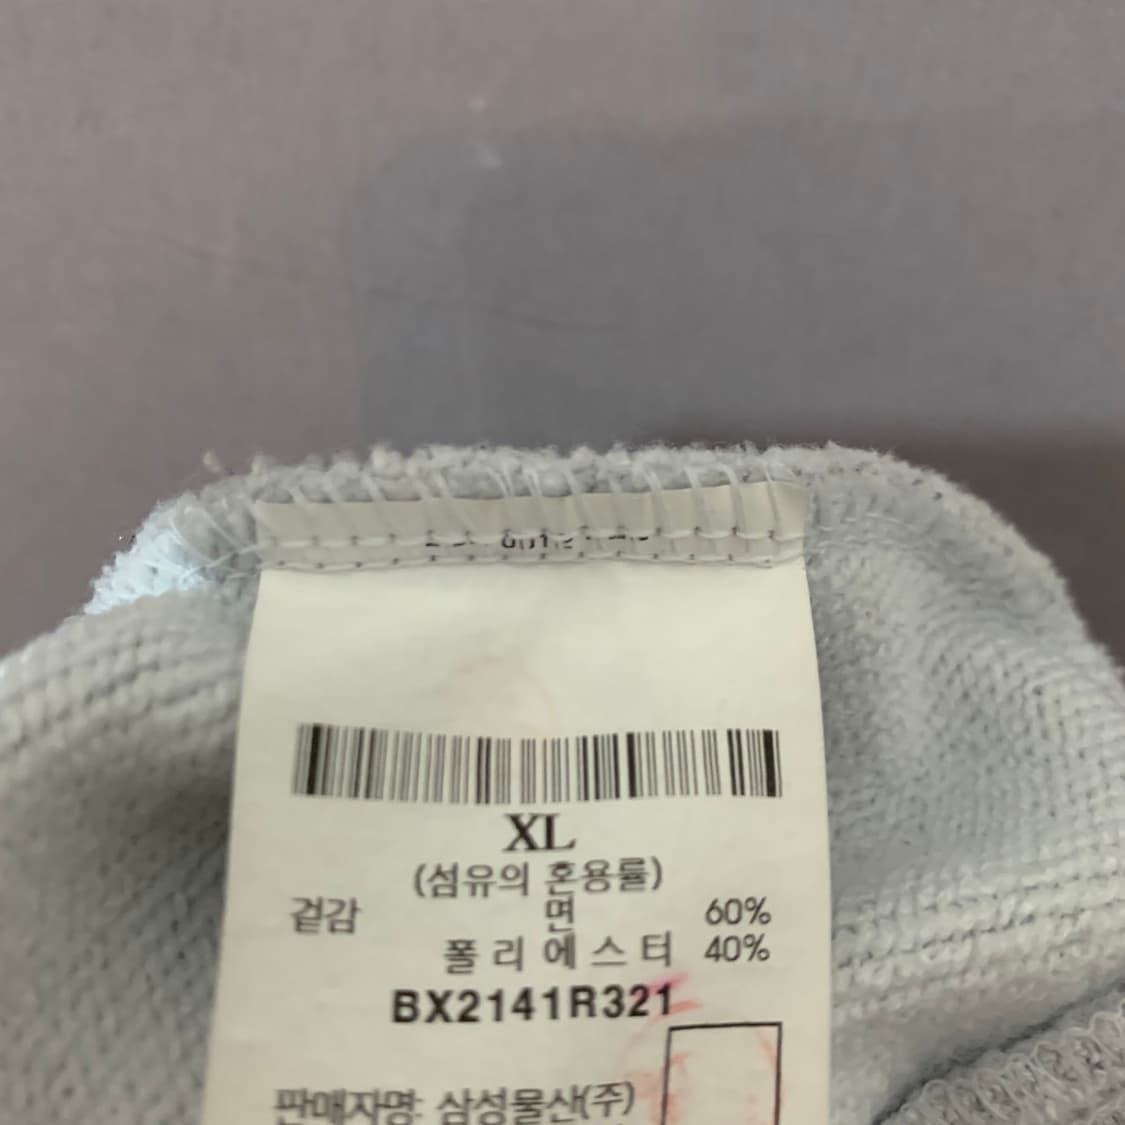 XL
(섬유의 혼용률)
겉감 면 60%
폴리에스터 40%
BX2141R321
판매자명: 삼성물산(주)